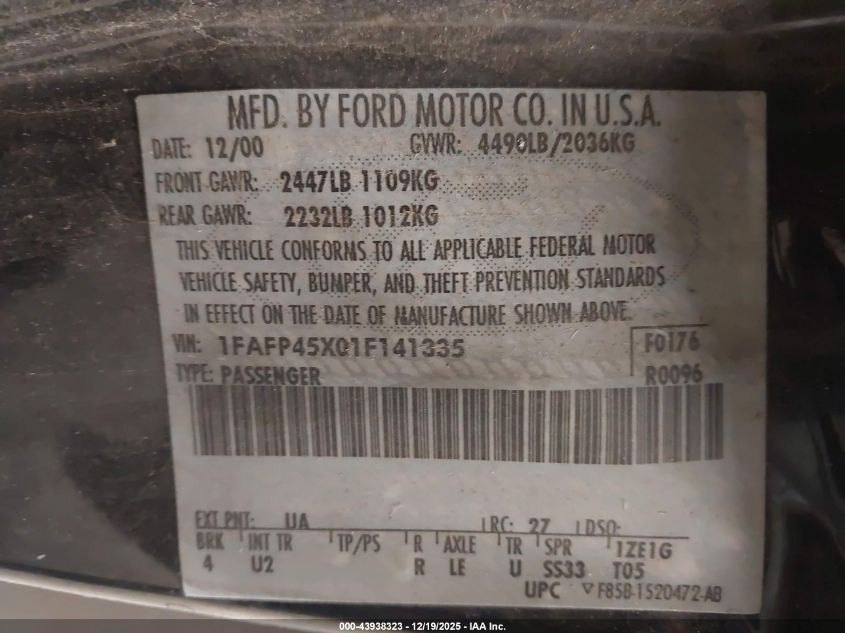 MFD. BY FORD MOTOR CO. IN U.S.A.
DATE: 12/00 GVWR: 4490LB/2036KG
FRONT GAWR: 2447LB 1109KG
REAR GAWR: 2232LB 1012KG
THIS VEHICLE CONFORMS TO ALL APPLICABLE FEDERAL MOTOR
VEHICLE SAFETY, BUMPER, AND THEFT PREVENTION STANDARDS
IN EFFECT ON THE DATE OF MANUFACTURE SHOWN ABOVE.
VIN: 1FAFP45X01F141335 F0176
TYPE: PASSENGER R0096
EXT PNT: UA RC: 27 DSO:
BRK INT TR TP/PS R AXLE TR SPR 1ZE1G
4 U2 R LE U SS33 T05
UPC ▽F85B-1520472-AB
000-43938323 - 12/19/2025 - IAA Inc.